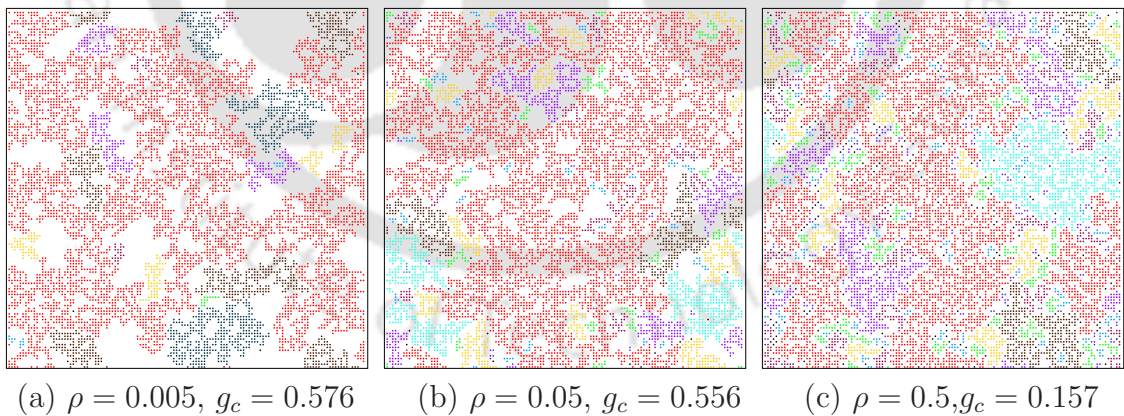 (a) ρ = 0.005, g_c = 0.576
(b) ρ = 0.05, g_c = 0.556
(c) ρ = 0.5,g_c = 0.157